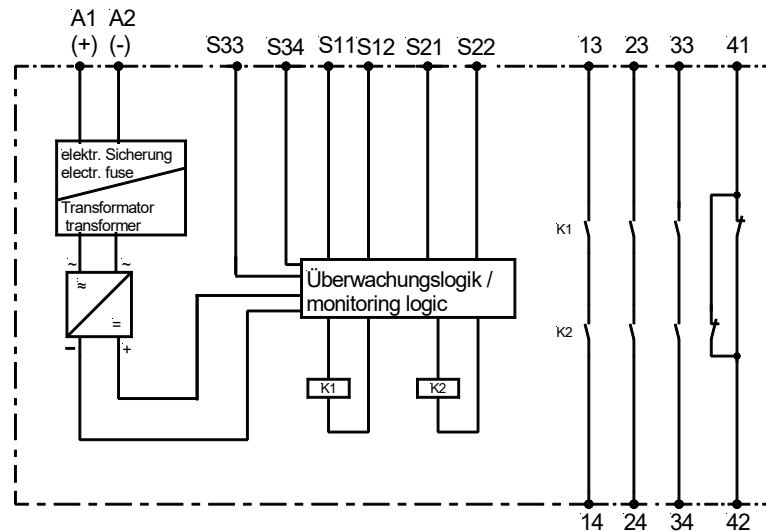 A1 A2
(+) (-) S33 S34 S11 S12 S21 S22 13 23 33 41
elektr. Sicherung
electr. fuse
Transformator
transformer
~ ~
≈
=
− +
Überwachungslogik /
monitoring logic
K1 K2
K1
K2
14 24 34 42